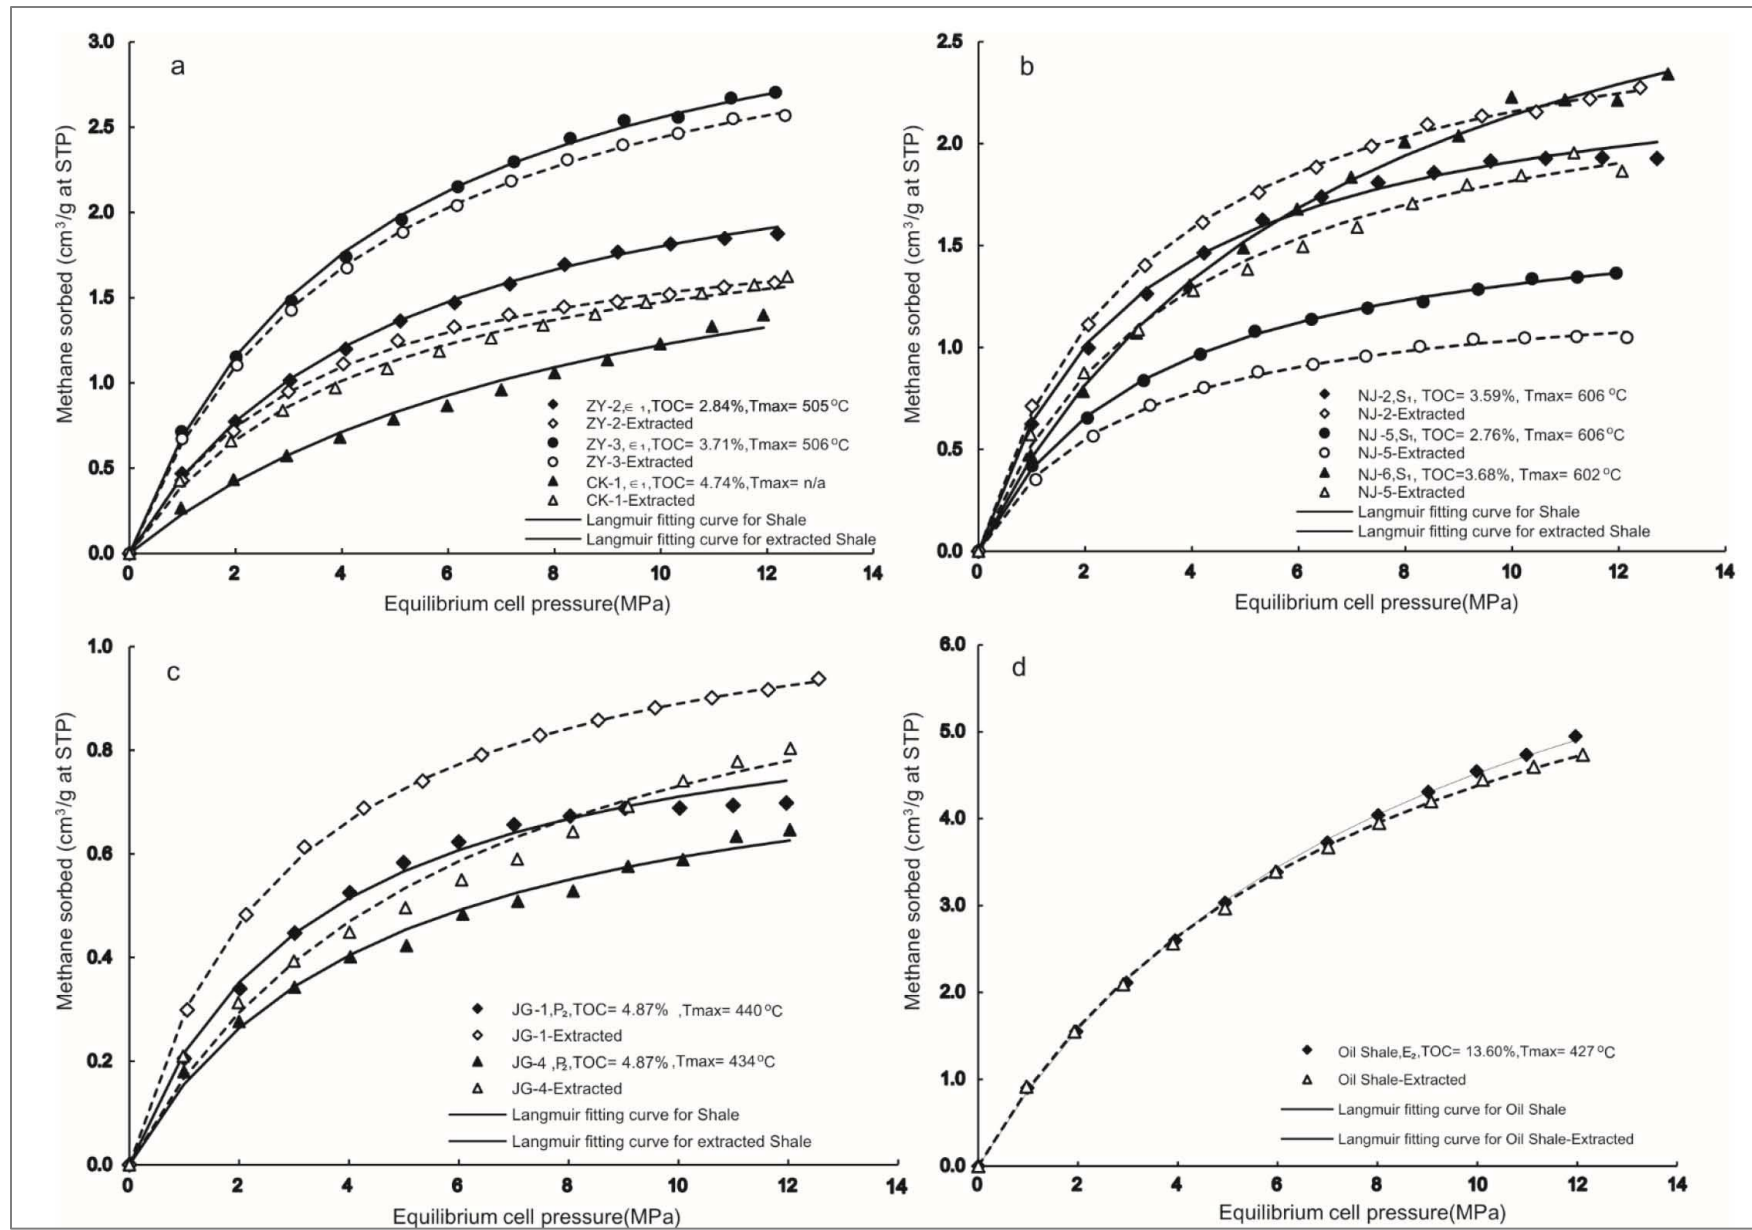 a
Methane sorbed (cm³/g at STP)
3.0
2.5
2.0
1.5
1.0
0.5
0.0
ZY-2,∈₁,TOC= 2.84%,Tmax= 505°C
ZY-2-Extracted
ZY-3,∈₁,TOC= 3.71%,Tmax= 506°C
ZY-3-Extracted
CK-1,∈₁,TOC= 4.74%,Tmax= n/a
CK-1-Extracted
Langmuir fitting curve for Shale
Langmuir fitting curve for extracted Shale
0 2 4 6 8 10 12 14
Equilibrium cell pressure(MPa)
b
Methane sorbed (cm³/g at STP)
2.5
2.0
1.5
1.0
0.5
0.0
NJ-2,S₁, TOC= 3.59%, Tmax= 606°C
NJ-2-Extracted
NJ-5,S₁, TOC= 2.76%, Tmax= 606°C
NJ-5-Extracted
NJ-6,S₁, TOC=3.68%, Tmax= 602°C
NJ-5-Extracted
Langmuir fitting curve for Shale
Langmuir fitting curve for extracted Shale
0 2 4 6 8 10 12 14
Equilibrium cell pressure(MPa)
c
Methane sorbed (cm³/g at STP)
1.0
0.8
0.6
0.4
0.2
0.0
JG-1,P₂,TOC= 4.87% ,Tmax= 440°C
JG-1-Extracted
JG-4 ,P₂,TOC= 4.87% ,Tmax= 434°C
JG-4-Extracted
Langmuir fitting curve for Shale
Langmuir fitting curve for extracted Shale
0 2 4 6 8 10 12 14
Equilibrium cell pressure(MPa)
d
Methane sorbed (cm³/g at STP)
6.0
5.0
4.0
3.0
2.0
1.0
0.0
Oil Shale,E₂,TOC= 13.60%,Tmax= 427°C
Oil Shale-Extracted
Langmuir fitting curve for Oil Shale
Langmuir fitting curve for Oil Shale-Extracted
0 2 4 6 8 10 12 14
Equilibrium cell pressure(MPa)